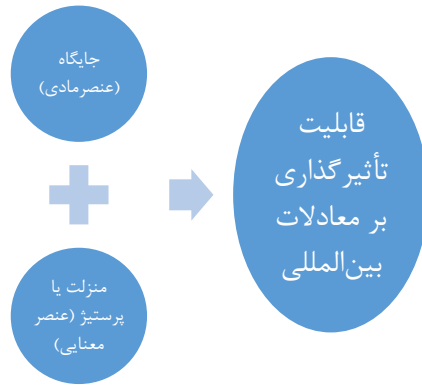 جایگاه
(عنصرمادی)
منزلت یا
پرستیژ (عنصر
معنایی)
قابلیت
تأثیرگذاری
بر معادلات
بین‌المللی